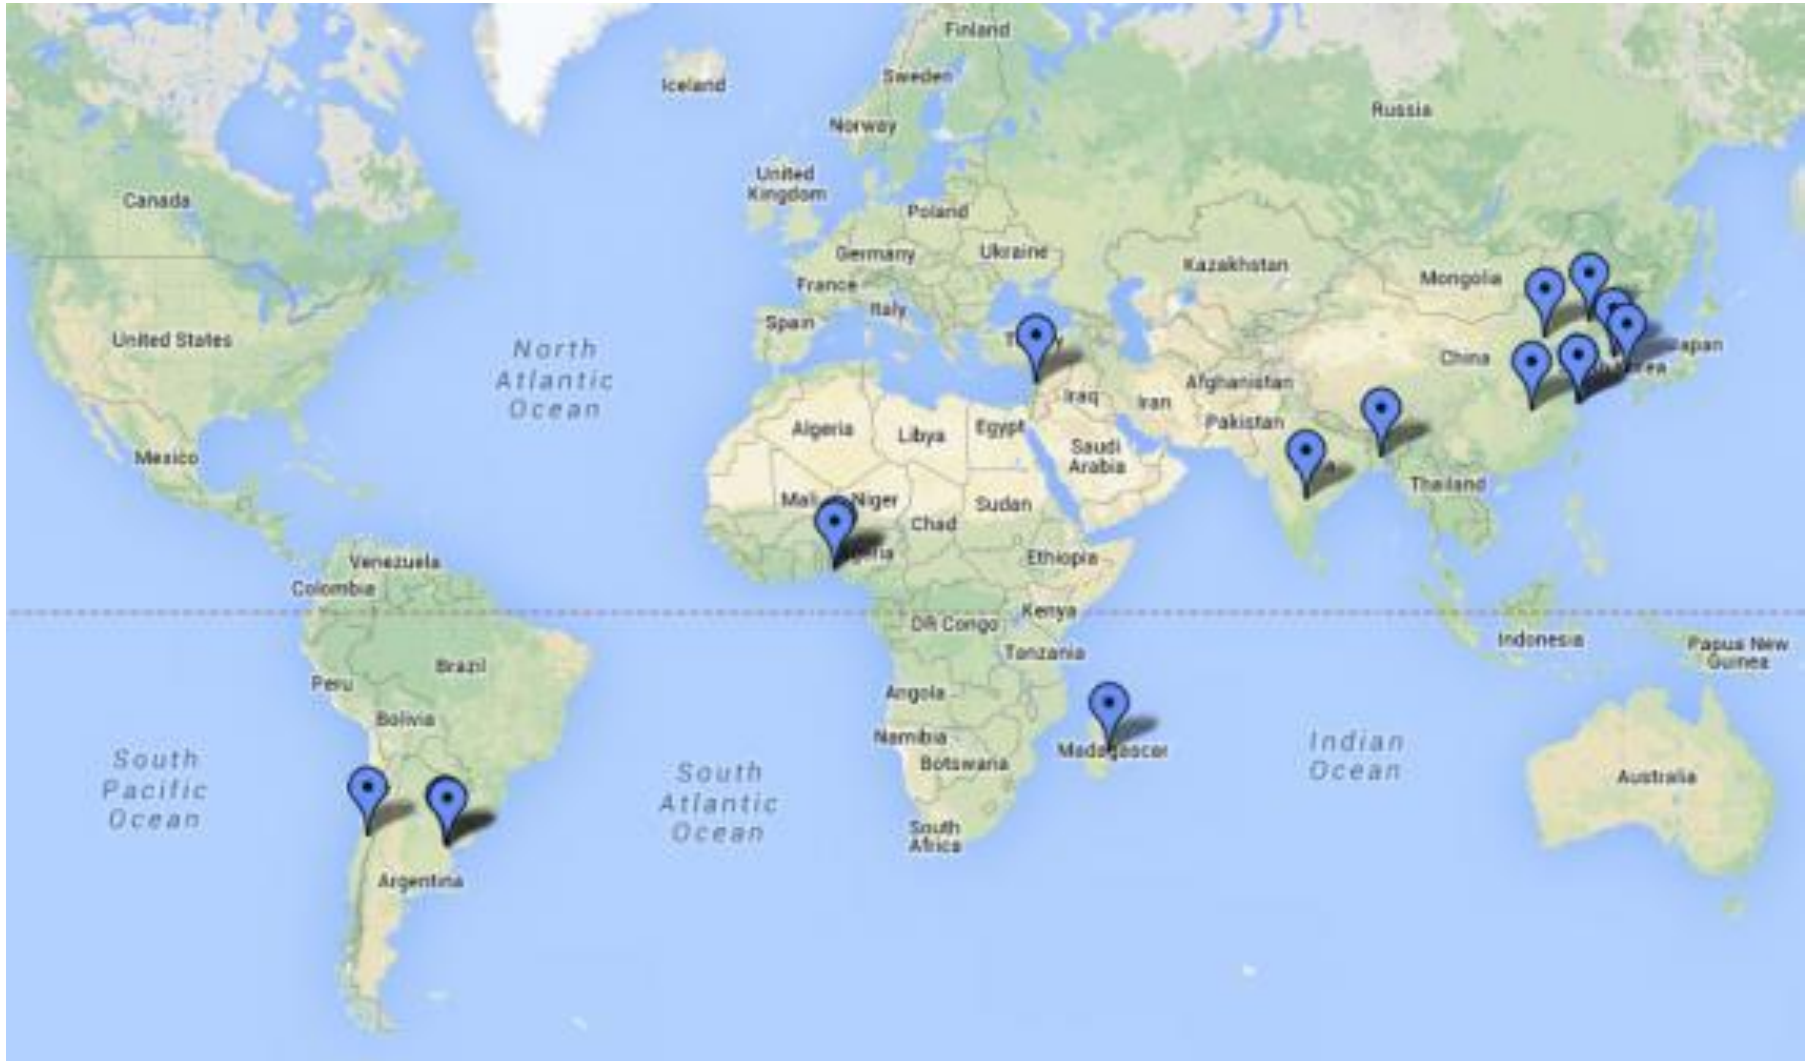 Finland
Sweden
Iceland
Russia
Norway
United
Kingdom
Canada
Poland
Germany
Ukraine
Kazakhstan
Mongolia
France
Italy
Spain
United States
North
Atlantic
Ocean
China
Japan
Afghanistan
Iraq
Iran
Pakistan
Algeria
Libya
Egypt
Saudi
Arabia
Mexico
Thailand
Mali
Niger
Sudan
Chad
Ethiopia
Venezuela
Colombia
Kenya
DR Congo
Tanzania
Indonesia
Papua New
Guinea
Brazil
Peru
Angola
Bolivia
Namibia
Madagascar
Botswana
South
Pacific
Ocean
South
Atlantic
Ocean
Indian
Ocean
Australia
South
Africa
Argentina